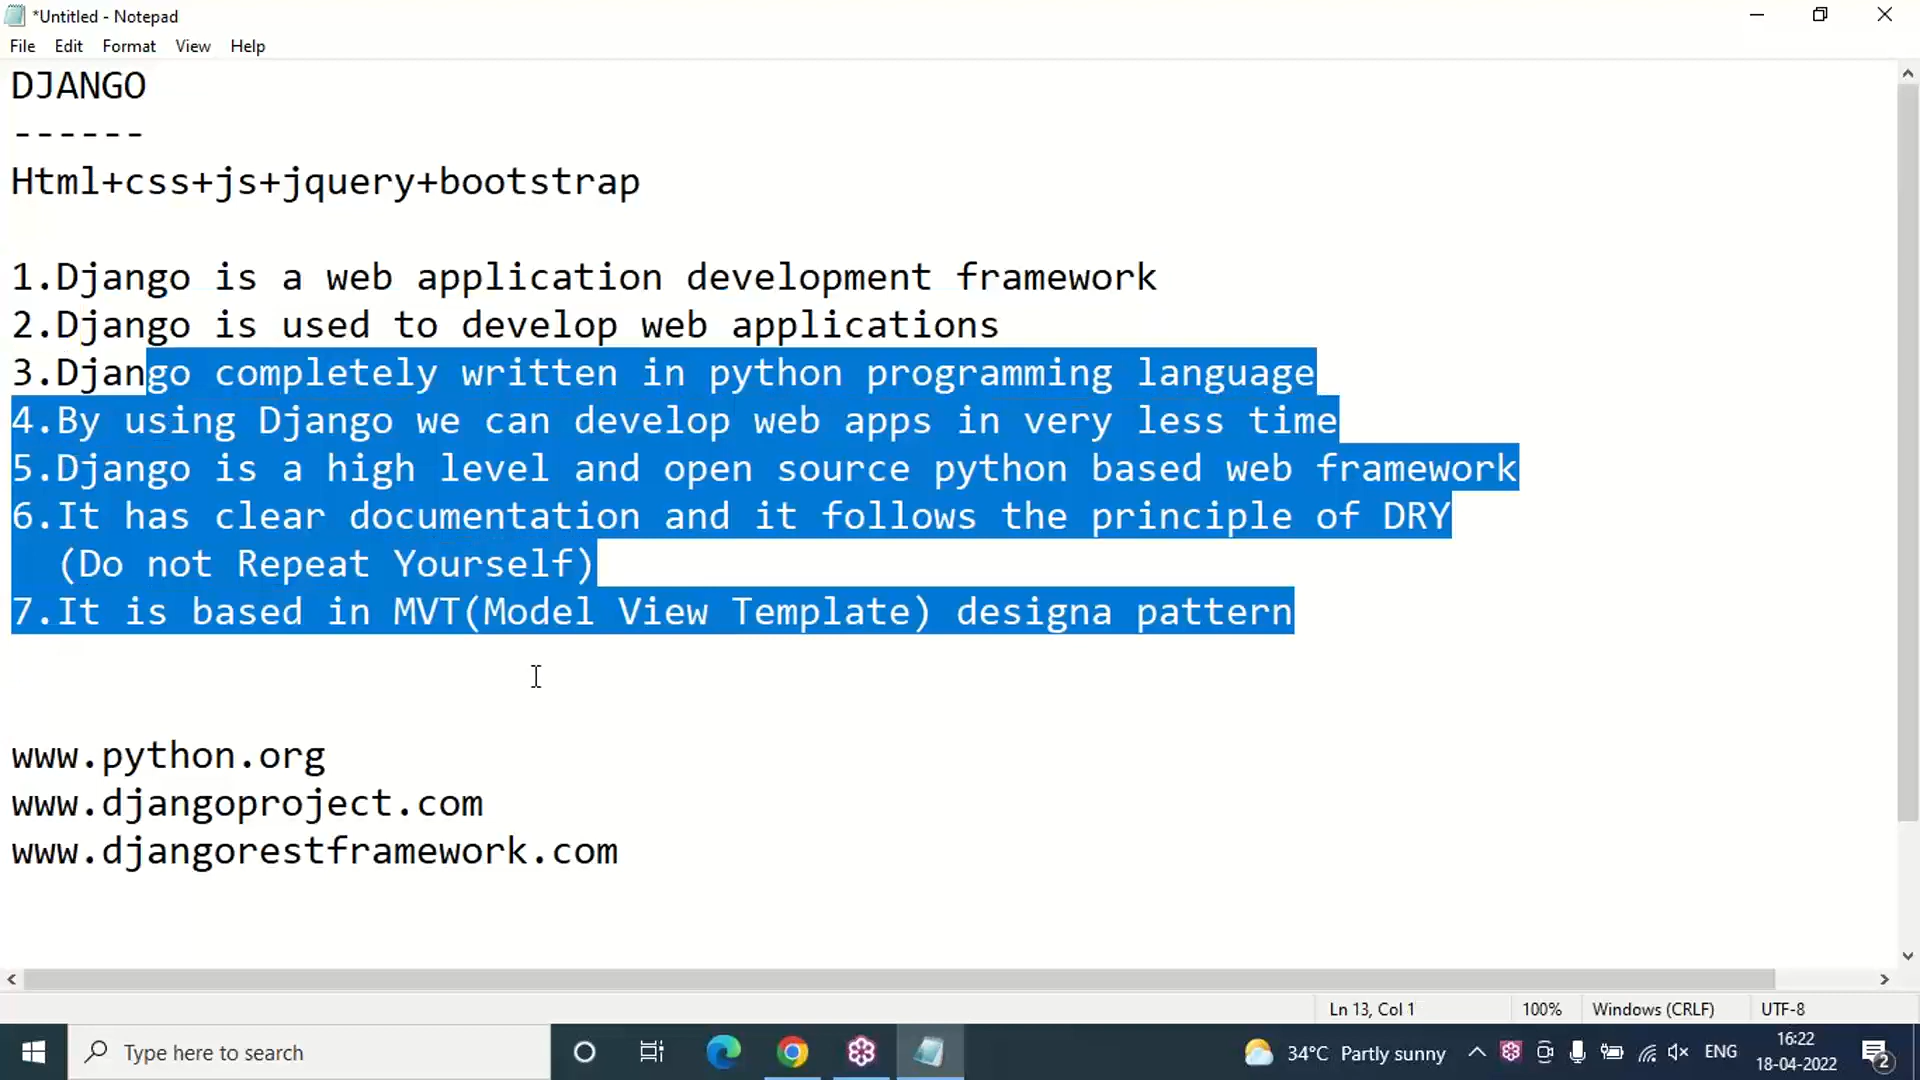 *Untitled - Notepad
File Edit Format View Help
DJANGO
------
Html+css+js+jquery+bootstrap
1.Django is a web application development framework
2.Django is used to develop web applications
3.Django completely written in python programming language
4.By using Django we can develop web apps in very less time
5.Django is a high level and open source python based web framework
6.It has clear documentation and it follows the principle of DRY
(Do not Repeat Yourself)
7.It is based in MVT(Model View Template) designa pattern
www.python.org
www.djangoproject.com
www.djangorestframework.com
Ln 13, Col 1 100% Windows (CRLF) UTF-8
Type here to search 34°C Partly sunny ENG 16:22
18-04-2022 2